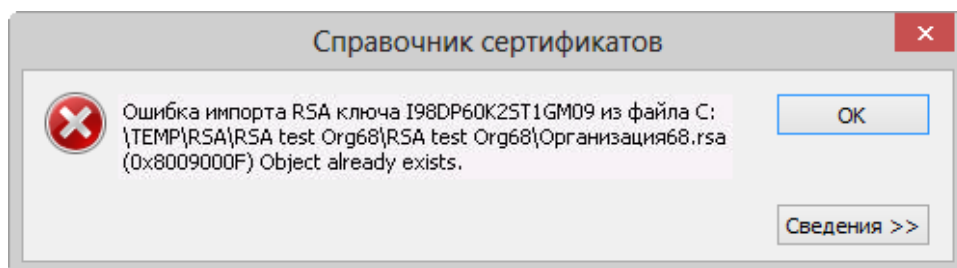 Справочник сертификатов
Ошибка импорта RSA ключа I98DP60K2ST1GM09 из файла C:
\TEMP\RSA\RSA test Org68\RSA test Org68\Организация68.rsa
(0x8009000F) Object already exists.
OK
Сведения >>